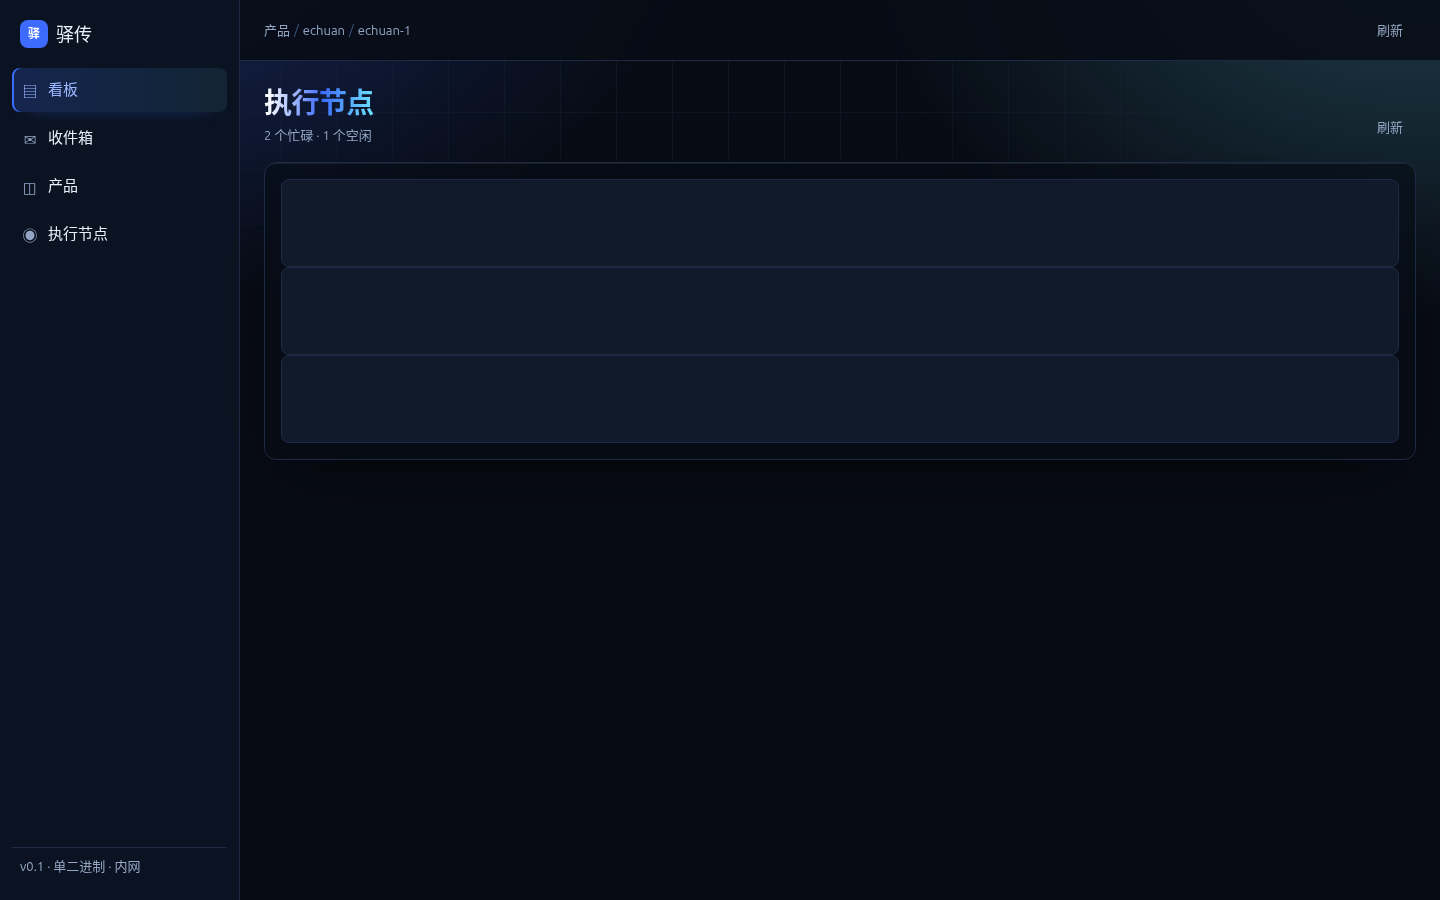 驿 驿传
看板
收件箱
产品
执行节点
v0.1 · 单二进制 · 内网
产品 / echuan / echuan-1
刷新
执行节点
2 个忙碌 · 1 个空闲
刷新